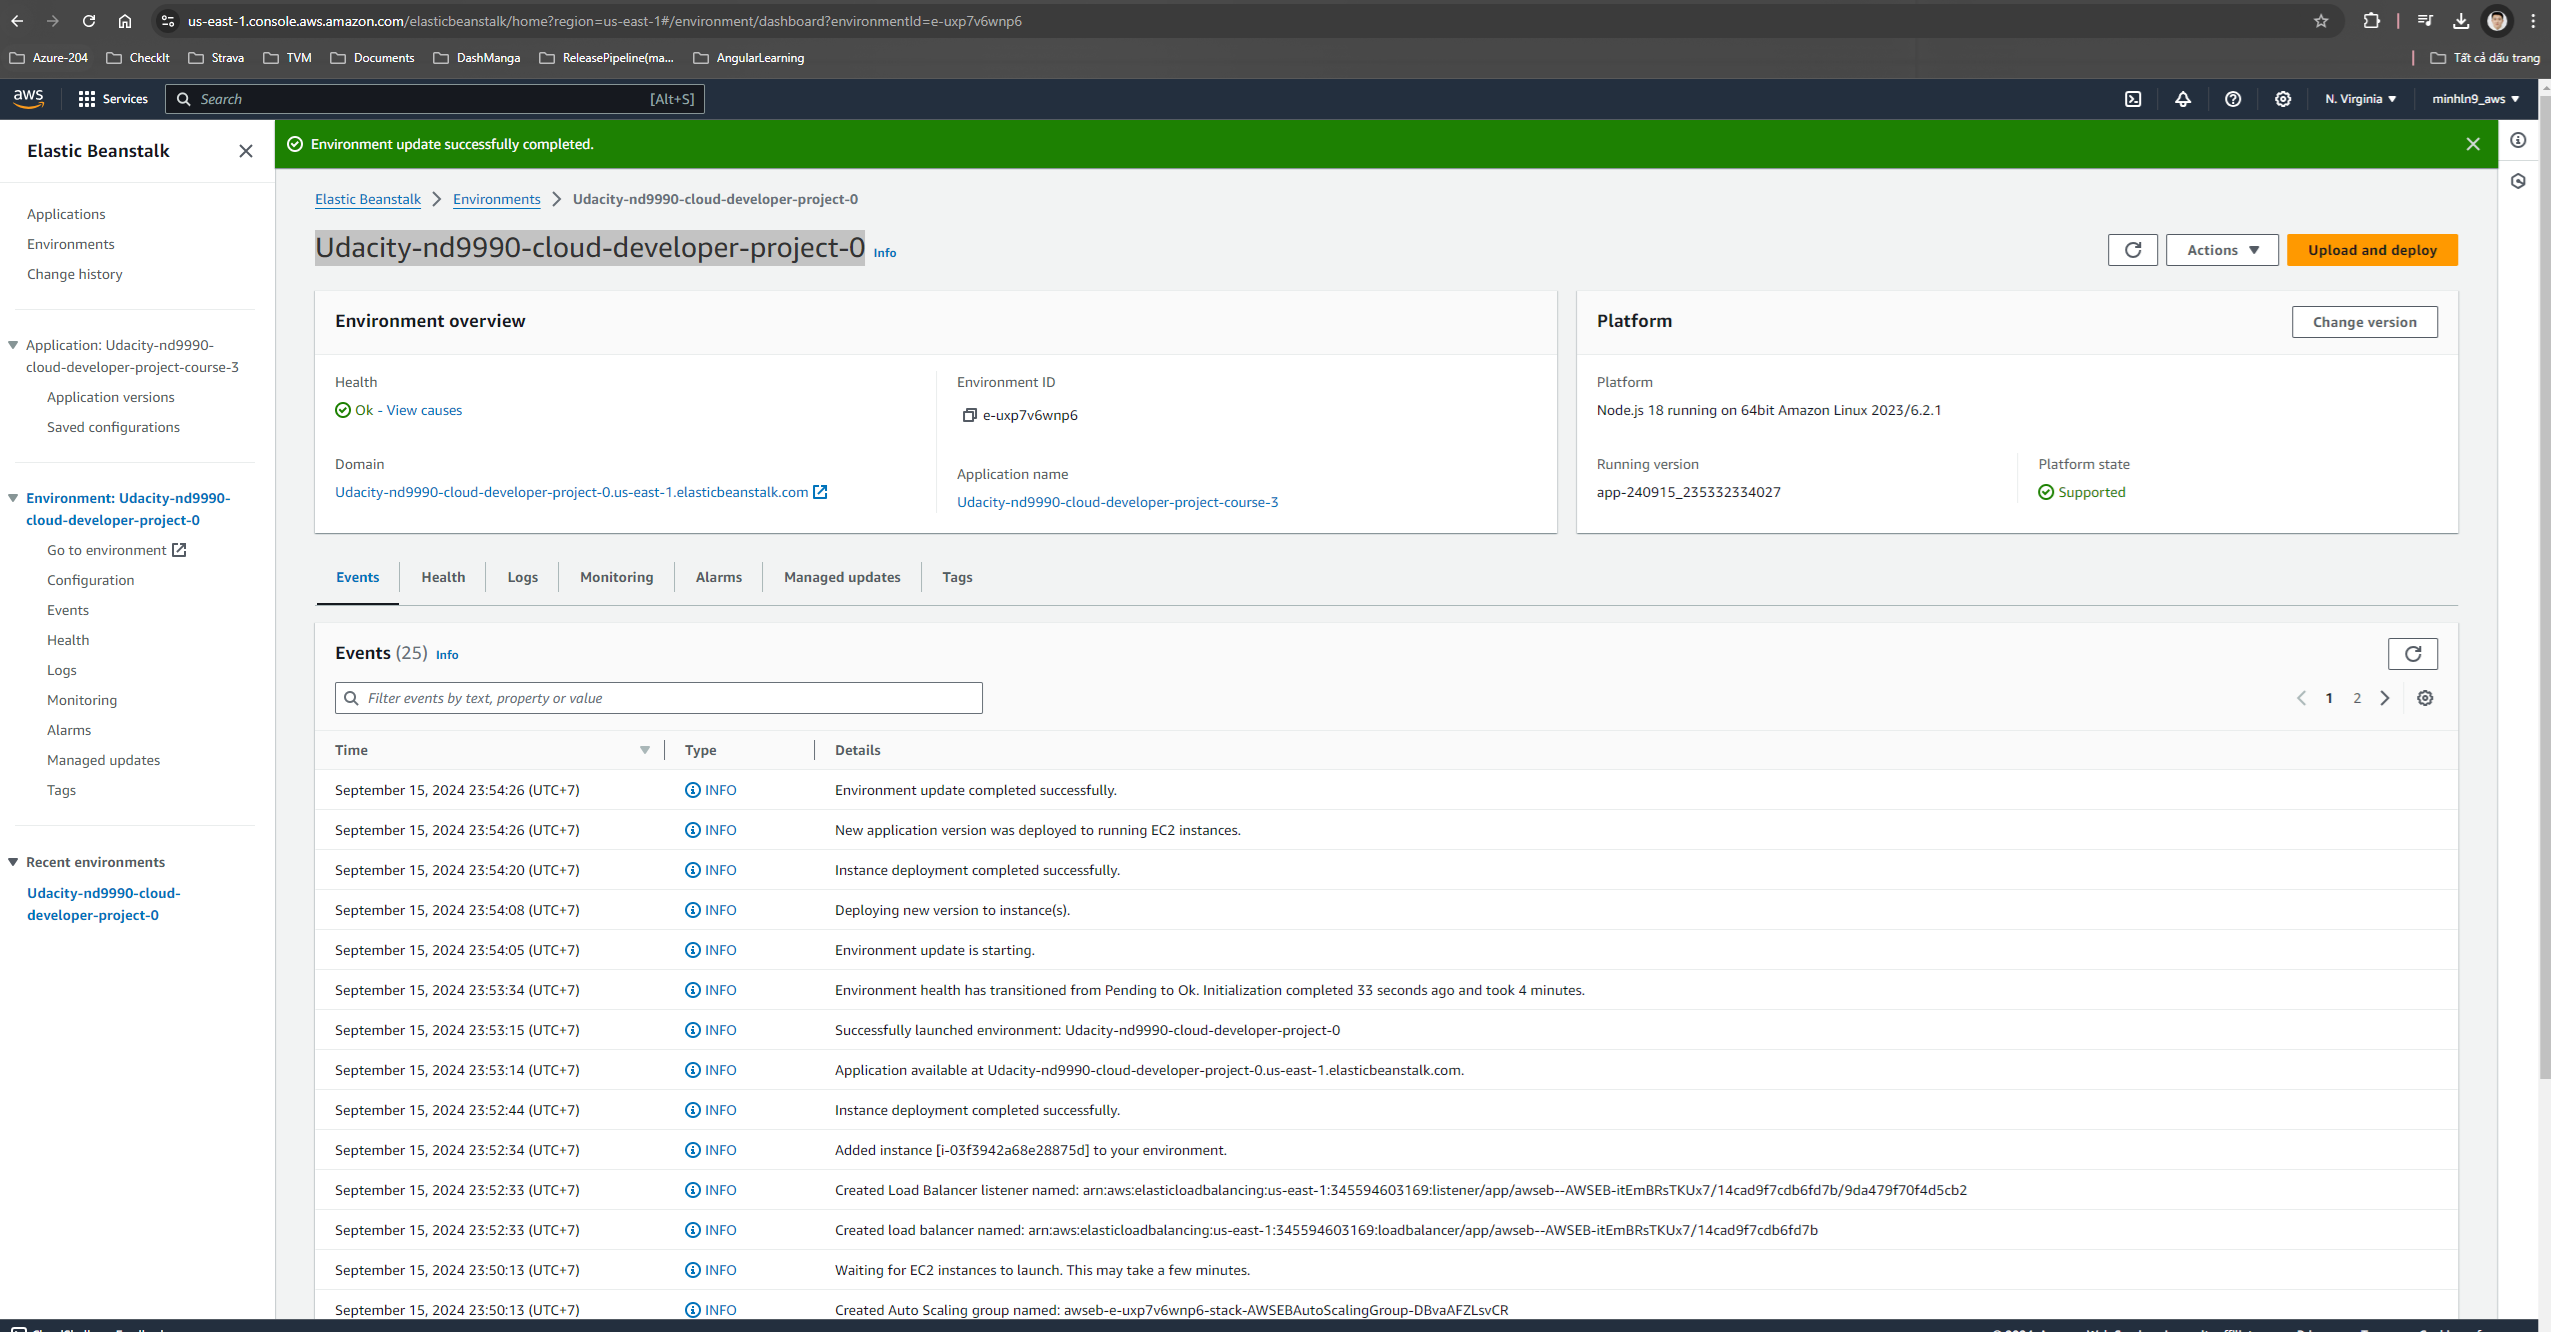 us-east-1.console.aws.amazon.com/elasticbeanstalk/home?region=us-east-1#/environment/dashboard?environmentId=e-uxp7v6wnp6
Azure-204 CheckIt Strava TVM Documents DashManga ReleasePipeline(ma... AngularLearning Tất cả dấu trang
aws Services Search [Alt+S] N. Virginia minhln9_aws
Elastic Beanstalk
Applications
Environments
Change history
Application: Udacity-nd9990-
cloud-developer-project-course-3
Application versions
Saved configurations
Environment: Udacity-nd9990-
cloud-developer-project-0
Go to environment
Configuration
Events
Health
Logs
Monitoring
Alarms
Managed updates
Tags
Recent environments
Udacity-nd9990-cloud-
developer-project-0
Environment update successfully completed.
Elastic Beanstalk Environments Udacity-nd9990-cloud-developer-project-0
Udacity-nd9990-cloud-developer-project-0 Info
Actions Upload and deploy
Environment overview
Health
Ok - View causes
Domain
Udacity-nd9990-cloud-developer-project-0.us-east-1.elasticbeanstalk.com
Environment ID
e-uxp7v6wnp6
Application name
Udacity-nd9990-cloud-developer-project-course-3
Platform Change version
Platform
Node.js 18 running on 64bit Amazon Linux 2023/6.2.1
Running version
app-240915_235332334027
Platform state
Supported
Events Health Logs Monitoring Alarms Managed updates Tags
Events (25) Info
Filter events by text, property or value
1 2
Time Type Details
September 15, 2024 23:54:26 (UTC+7) INFO Environment update completed successfully.
September 15, 2024 23:54:26 (UTC+7) INFO New application version was deployed to running EC2 instances.
September 15, 2024 23:54:20 (UTC+7) INFO Instance deployment completed successfully.
September 15, 2024 23:54:08 (UTC+7) INFO Deploying new version to instance(s).
September 15, 2024 23:54:05 (UTC+7) INFO Environment update is starting.
September 15, 2024 23:53:34 (UTC+7) INFO Environment health has transitioned from Pending to Ok. Initialization completed 33 seconds ago and took 4 minutes.
September 15, 2024 23:53:15 (UTC+7) INFO Successfully launched environment: Udacity-nd9990-cloud-developer-project-0
September 15, 2024 23:53:14 (UTC+7) INFO Application available at Udacity-nd9990-cloud-developer-project-0.us-east-1.elasticbeanstalk.com.
September 15, 2024 23:52:44 (UTC+7) INFO Instance deployment completed successfully.
September 15, 2024 23:52:34 (UTC+7) INFO Added instance [i-03f3942a68e28875d] to your environment.
September 15, 2024 23:52:33 (UTC+7) INFO Created Load Balancer listener named: arn:aws:elasticloadbalancing:us-east-1:345594603169:listener/app/awseb--AWSEB-itEmBRsTKUx7/14cad9f7cdb6fd7b/9da479f70f4d5cb2
September 15, 2024 23:52:33 (UTC+7) INFO Created load balancer named: arn:aws:elasticloadbalancing:us-east-1:345594603169:loadbalancer/app/awseb--AWSEB-itEmBRsTKUx7/14cad9f7cdb6fd7b
September 15, 2024 23:50:13 (UTC+7) INFO Waiting for EC2 instances to launch. This may take a few minutes.
September 15, 2024 23:50:13 (UTC+7) INFO Created Auto Scaling group named: awseb-e-uxp7v6wnp6-stack-AWSEBAutoScalingGroup-DBvaAFZLsvCR